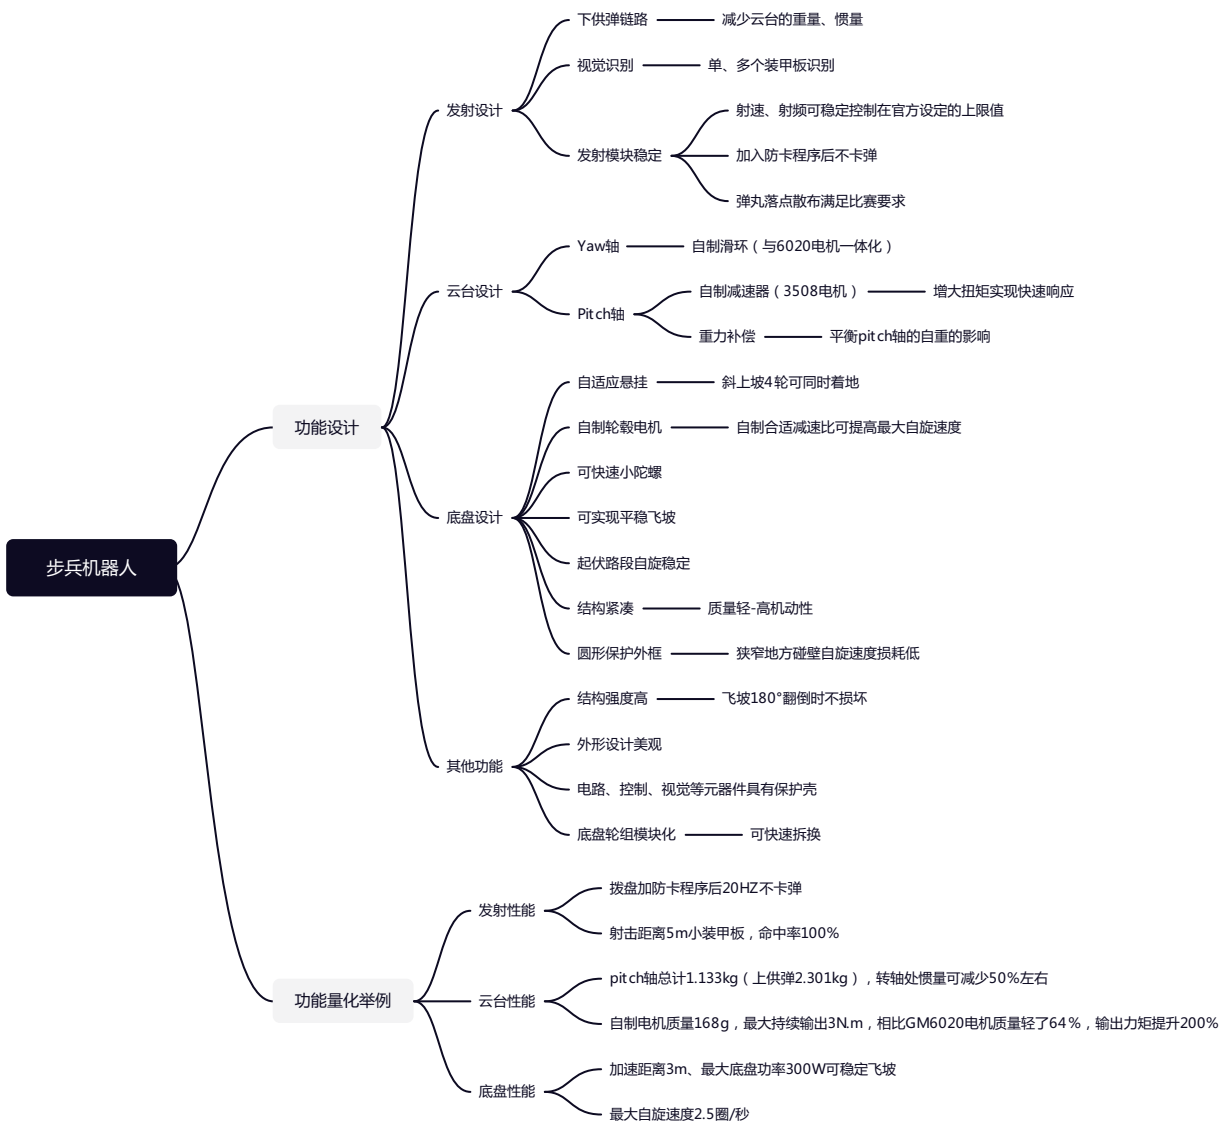 步兵机器人
功能设计
发射设计
下供弹链路
减少云台的重量、惯量
视觉识别
单、多个装甲板识别
发射模块稳定
射速、射频可稳定控制在官方设定的上限值
加入防卡程序后不卡弹
弹丸落点散布满足比赛要求
云台设计
Yaw轴
自制滑环（与6020电机一体化）
Pitch轴
自制减速器（3508电机）
增大扭矩实现快速响应
重力补偿
平衡pitch轴的自重的影响
底盘设计
自适应悬挂
斜上坡4轮可同时着地
自制轮毂电机
自制合适减速比可提高最大自旋速度
可快速小陀螺
可实现平稳飞坡
起伏路段自旋稳定
结构紧凑
质量轻-高机动性
圆形保护外框
狭窄地方碰壁自旋速度损耗低
其他功能
结构强度高
飞坡180°翻倒时不损坏
外形设计美观
电路、控制、视觉等元器件具有保护壳
底盘轮组模块化
可快速拆换
功能量化举例
发射性能
拨盘加防卡程序后20HZ不卡弹
射击距离5m小装甲板，命中率100%
云台性能
pitch轴总计1.133kg（上供弹2.301kg），转轴处惯量可减少50%左右
自制电机质量168g，最大持续输出3N.m，相比GM6020电机质量轻了64%，输出力矩提升200%
底盘性能
加速距离3m、最大底盘功率300W可稳定飞坡
最大自旋速度2.5圈/秒